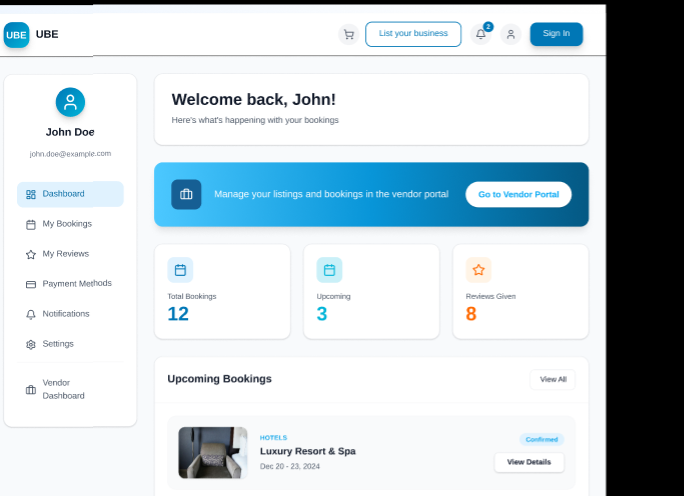 UBE UBE
List your business
2
Sign In
John Doe
john.doe@example.com
Dashboard
My Bookings
My Reviews
Payment Methods
Notifications
Settings
Vendor
Dashboard
Welcome back, John!
Here's what's happening with your bookings
Manage your listings and bookings in the vendor portal
Go to Vendor Portal
Total Bookings
12
Upcoming
3
Reviews Given
8
Upcoming Bookings
View All
HOTELS
Luxury Resort & Spa
Dec 20 - 23, 2024
Confirmed
View Details